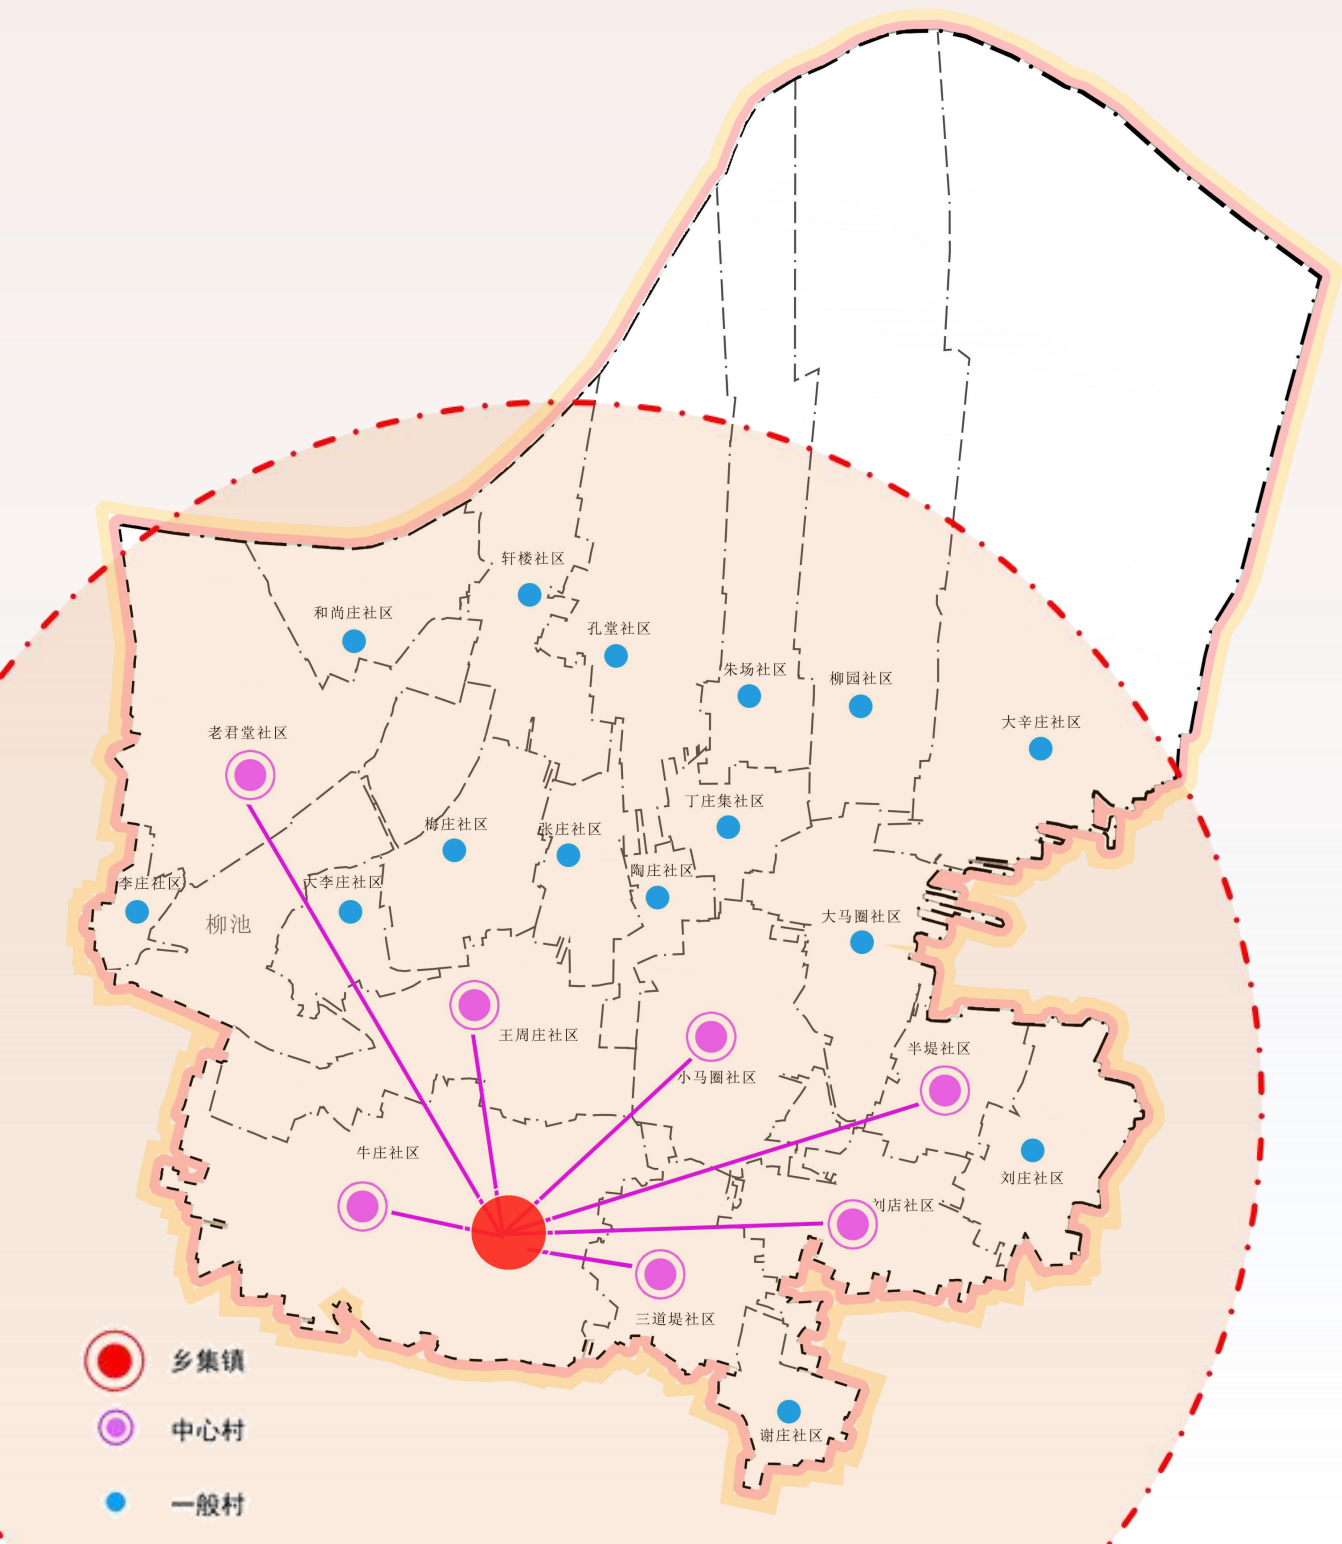 轩楼社区
和尚庄社区
孔堂社区
朱场社区
柳园社区
大辛庄社区
老君堂社区
丁庄集社区
梅庄社区
张庄社区
陶庄社区
李庄社区
大李庄社区
柳池
大马圈社区
王周庄社区
半堤社区
小马圈社区
牛庄社区
刘庄社区
刘店社区
三道堤社区
谢庄社区
乡集镇
中心村
一般村